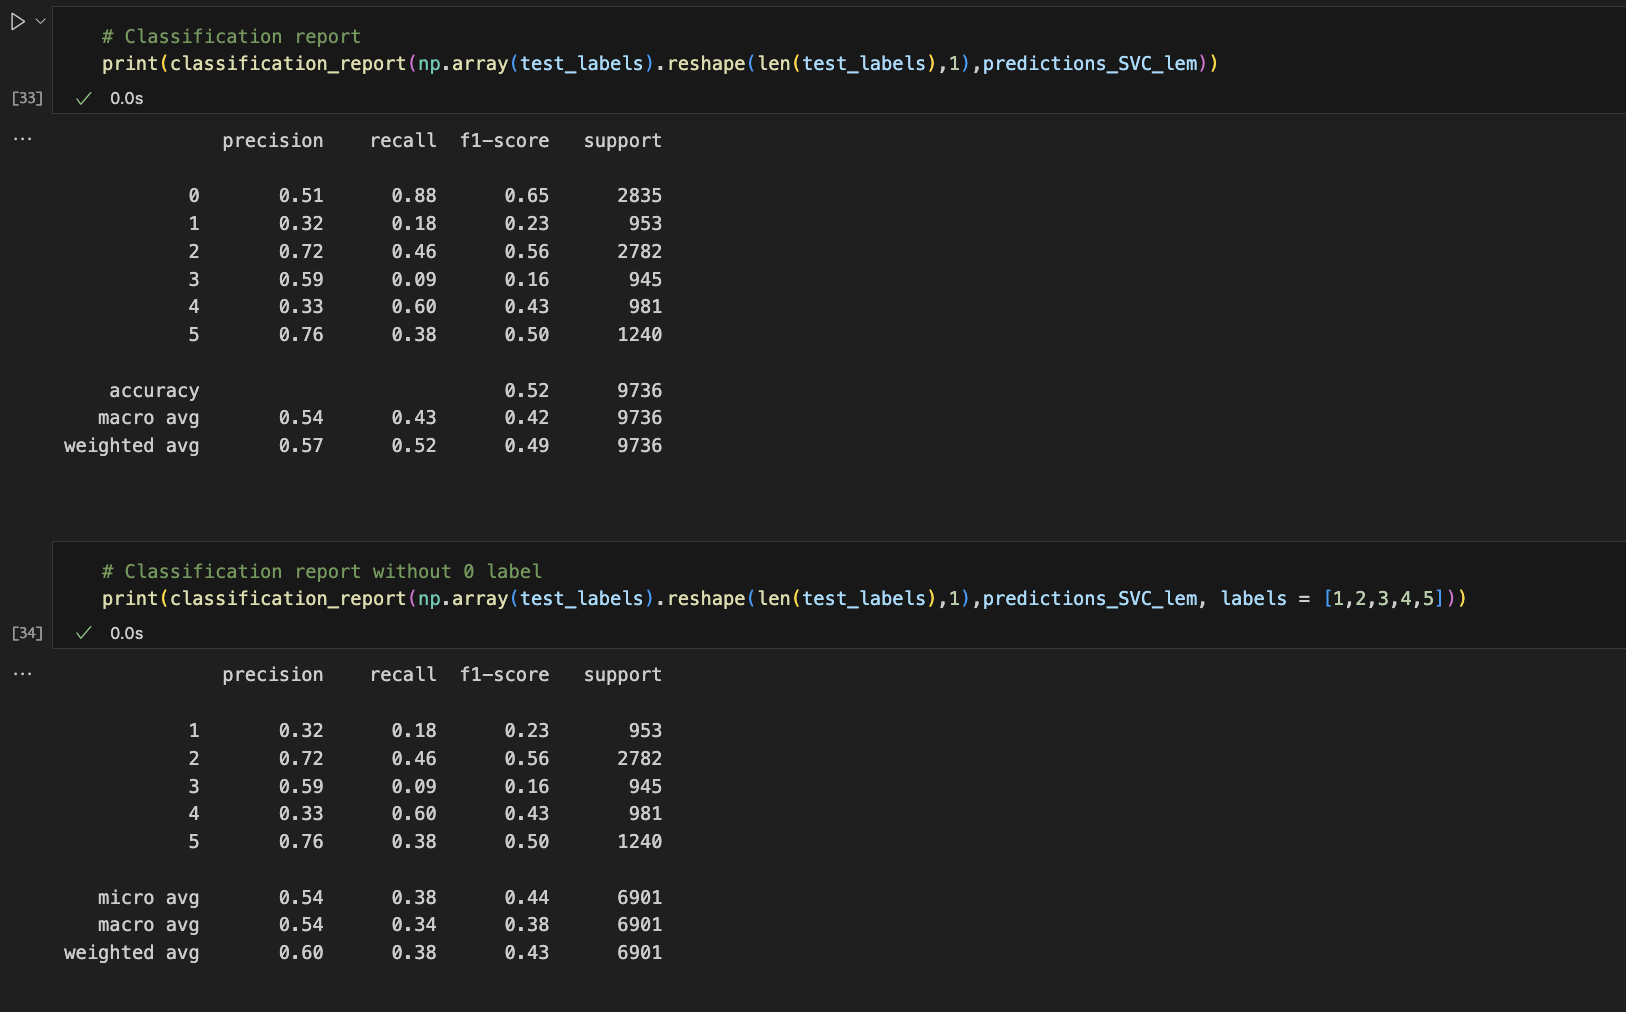 # Classification report
print(classification_report(np.array(test_labels).reshape(len(test_labels),1),predictions_SVC_lem))
[33] 0.0s
...
precision recall f1-score support
0 0.51 0.88 0.65 2835
1 0.32 0.18 0.23 953
2 0.72 0.46 0.56 2782
3 0.59 0.09 0.16 945
4 0.33 0.60 0.43 981
5 0.76 0.38 0.50 1240
accuracy 0.52 9736
macro avg 0.54 0.43 0.42 9736
weighted avg 0.57 0.52 0.49 9736
# Classification report without 0 label
print(classification_report(np.array(test_labels).reshape(len(test_labels),1),predictions_SVC_lem, labels = [1,2,3,4,5]))
[34] 0.0s
...
precision recall f1-score support
1 0.32 0.18 0.23 953
2 0.72 0.46 0.56 2782
3 0.59 0.09 0.16 945
4 0.33 0.60 0.43 981
5 0.76 0.38 0.50 1240
micro avg 0.54 0.38 0.44 6901
macro avg 0.54 0.34 0.38 6901
weighted avg 0.60 0.38 0.43 6901